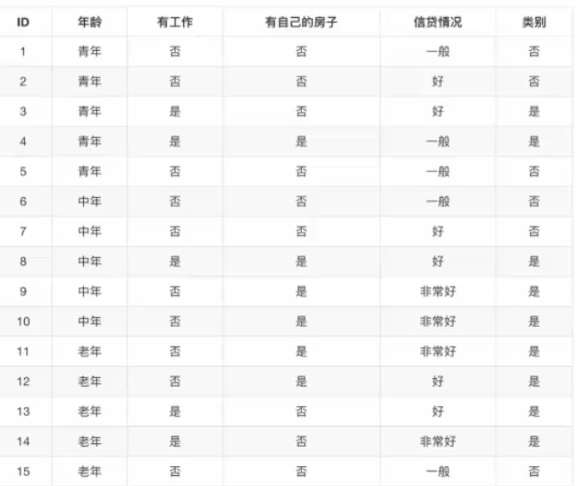 ID 年龄 有工作 有自己的房子 信贷情况 类别
1 青年 否 否 一般 否
2 青年 否 否 好 否
3 青年 是 否 好 是
4 青年 是 是 一般 是
5 青年 否 否 一般 否
6 中年 否 否 一般 否
7 中年 否 否 好 否
8 中年 是 是 好 是
9 中年 否 是 非常好 是
10 中年 否 是 非常好 是
11 老年 否 是 非常好 是
12 老年 否 是 好 是
13 老年 是 否 好 是
14 老年 是 否 非常好 是
15 老年 否 否 一般 否